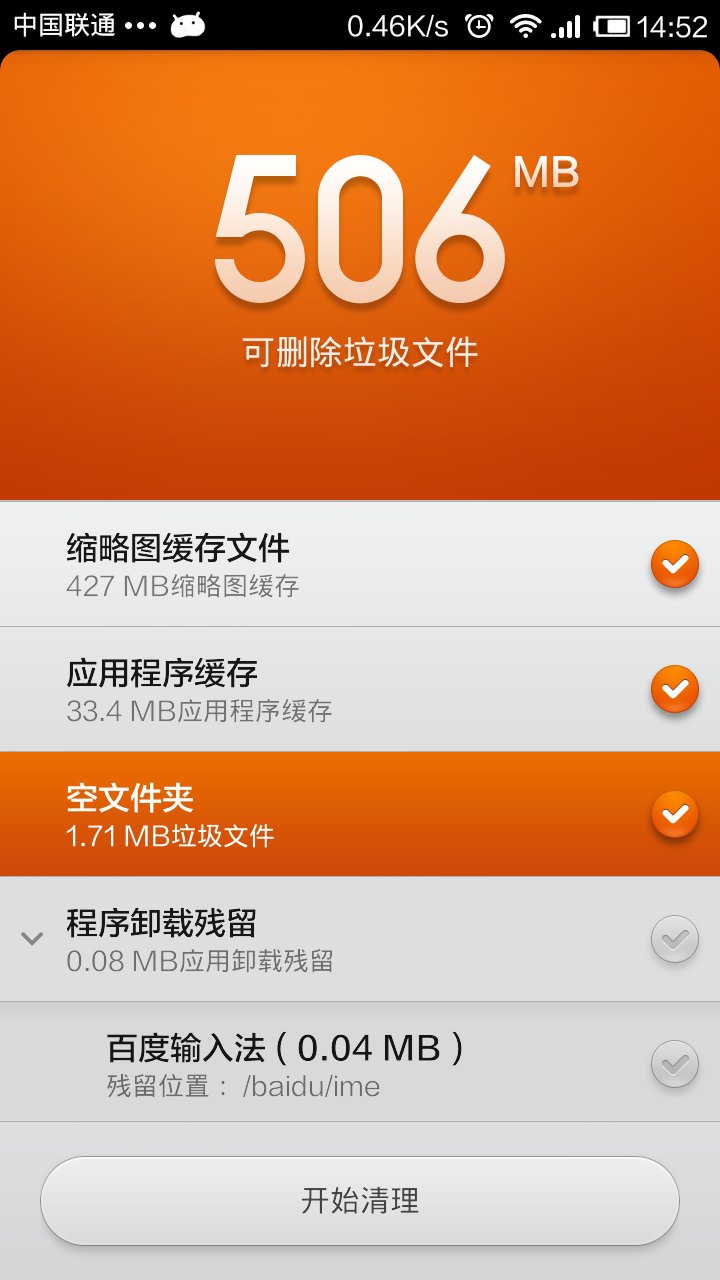 中国联通 ••• 0.46K/s 14:52
506 MB
可删除垃圾文件
缩略图缓存文件
427 MB缩略图缓存
应用程序缓存
33.4 MB应用程序缓存
空文件夹
1.71 MB垃圾文件
程序卸载残留
0.08 MB应用卸载残留
百度输入法 ( 0.04 MB )
残留位置： /baidu/ime
开始清理